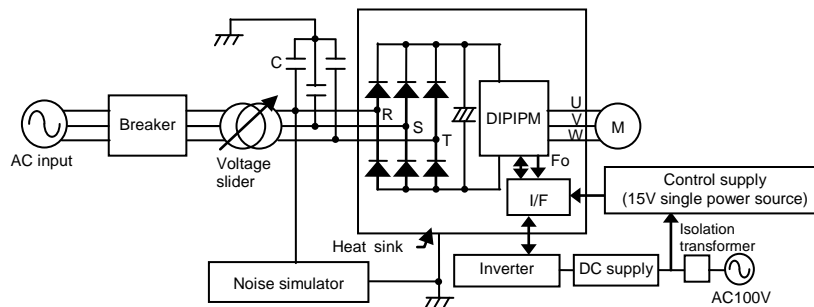 C
Breaker
AC input
Voltage
slider
R
S
T
DIPIPM
U
V
W
M
Fo
I/F
Control supply
(15V single power source)
Heat sink
Isolation
transformer
Noise simulator
Inverter
DC supply
AC100V